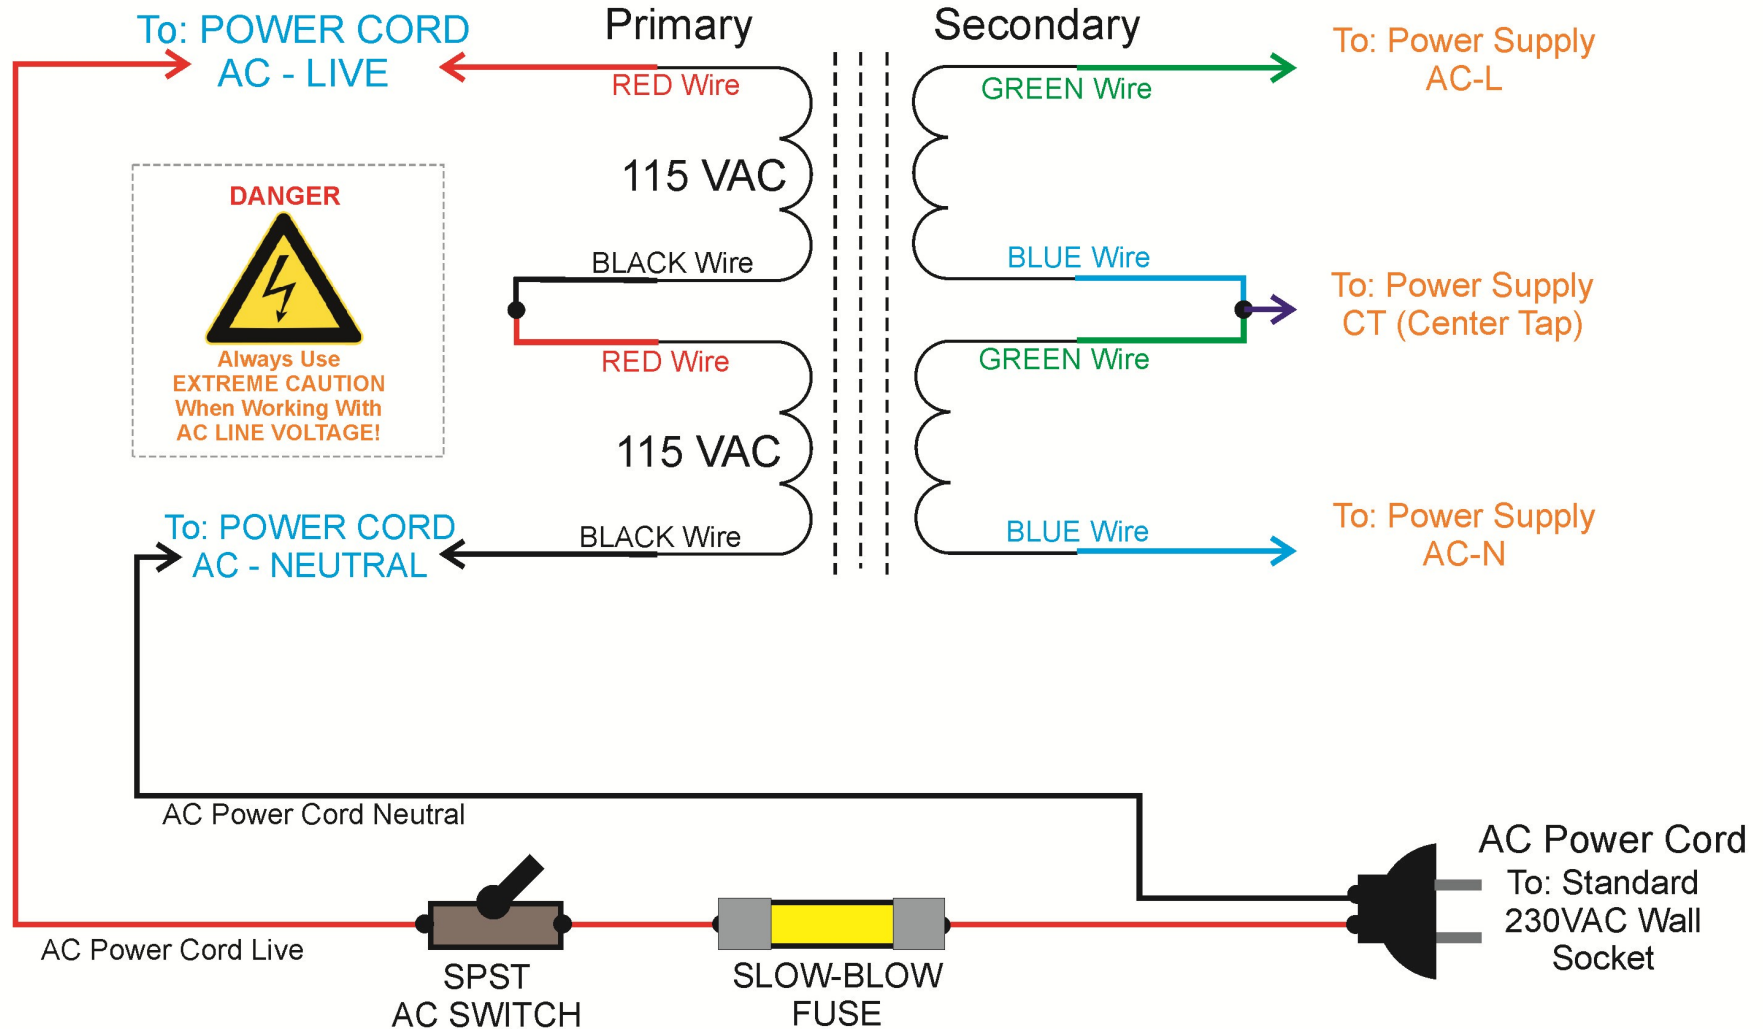 To: POWER CORD
AC - LIVE
Primary
Secondary
To: Power Supply
AC-L
RED Wire
GREEN Wire
115 VAC
DANGER
Always Use
EXTREME CAUTION
When Working With
AC LINE VOLTAGE!
BLACK Wire
BLUE Wire
To: Power Supply
CT (Center Tap)
RED Wire
GREEN Wire
115 VAC
To: POWER CORD
AC - NEUTRAL
BLACK Wire
BLUE Wire
To: Power Supply
AC-N
AC Power Cord Neutral
AC Power Cord
To: Standard
230VAC Wall
Socket
AC Power Cord Live
SPST
AC SWITCH
SLOW-BLOW
FUSE